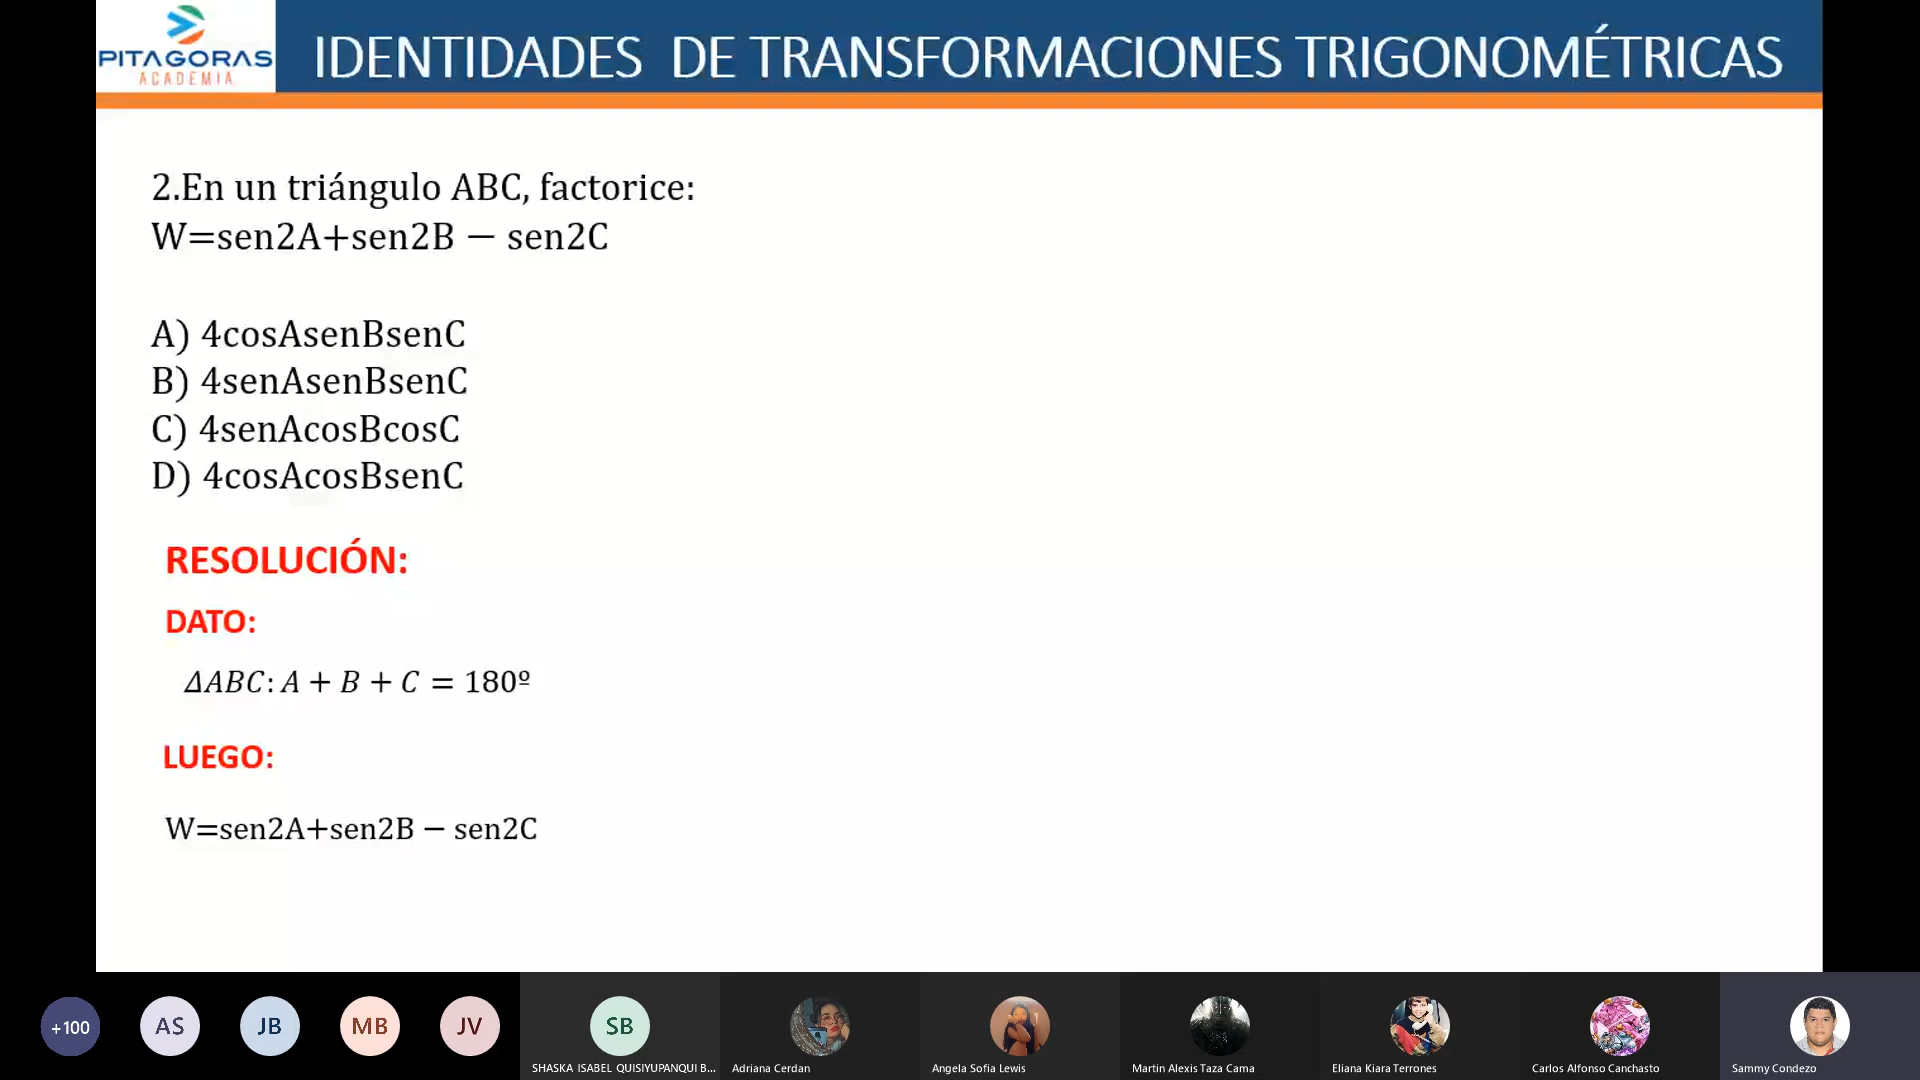 PITAGORAS
ACADEMIA
IDENTIDADES DE TRANSFORMACIONES TRIGONOMÉTRICAS
2.En un triángulo ABC, factorice:
W=sen2A+sen2B − sen2C
A) 4cosAsenBsenC
B) 4senAsenBsenC
C) 4senAcosBcosC
D) 4cosAcosBsenC
RESOLUCIÓN:
DATO:
ΔABC: A + B + C = 180º
LUEGO:
W=sen2A+sen2B − sen2C
+100
AS
JB
MB
JV
SB
SHASKA ISABEL QUISIYUPANQUI B...
Adriana Cerdan
Angela Sofia Lewis
Martin Alexis Taza Cama
Eliana Kiara Terrones
Carlos Alfonso Canchasto
Sammy Condezo